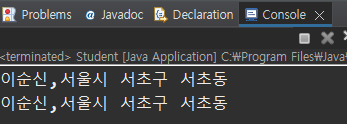 Problems @ Javadoc Declaration Console
<terminated> Student [Java Application] C:₩Program Files₩Java₩
이순신,서울시 서초구 서초동
이순신,서울시 서초구 서초동